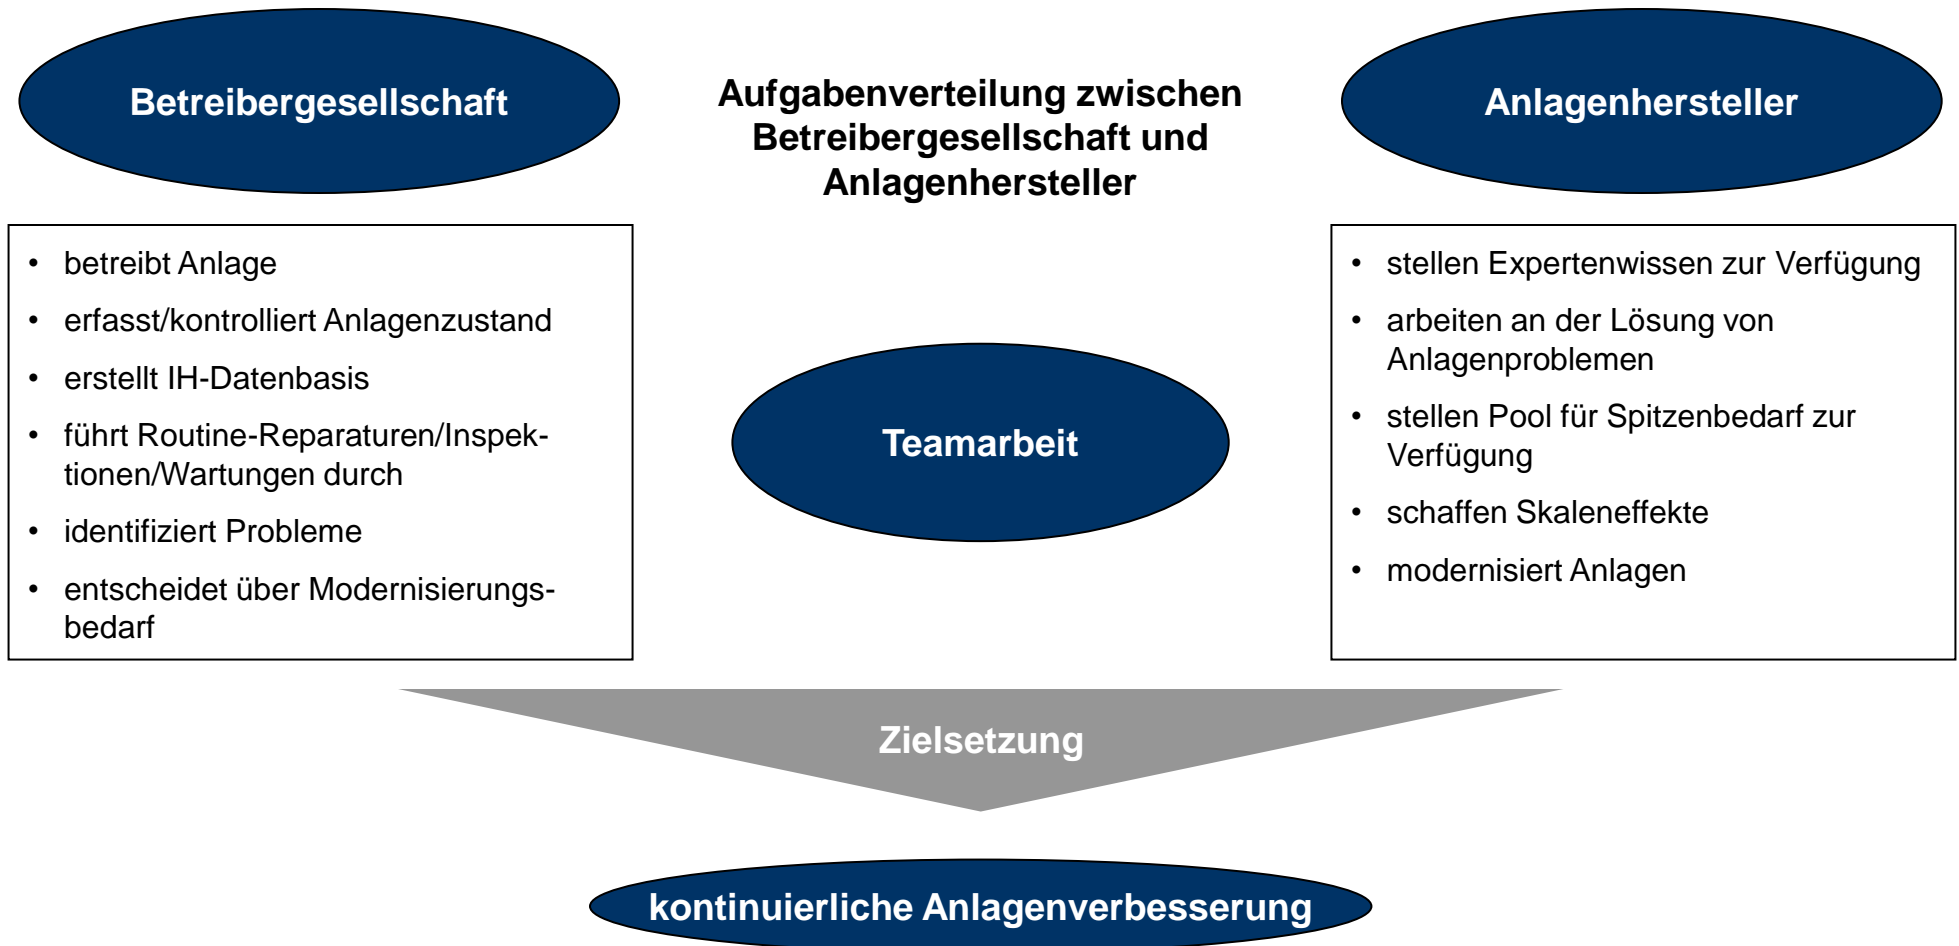 Betreibergesellschaft
Aufgabenverteilung zwischen
Betreibergesellschaft und
Anlagenhersteller
Anlagenhersteller
• betreibt Anlage
• erfasst/kontrolliert Anlagenzustand
• erstellt IH-Datenbasis
• führt Routine-Reparaturen/Inspek-
tionen/Wartungen durch
• identifiziert Probleme
• entscheidet über Modernisierungs-
bedarf
Teamarbeit
• stellen Expertenwissen zur Verfügung
• arbeiten an der Lösung von
Anlagenproblemen
• stellen Pool für Spitzenbedarf zur
Verfügung
• schaffen Skaleneffekte
• modernisiert Anlagen
Zielsetzung
kontinuierliche Anlagenverbesserung